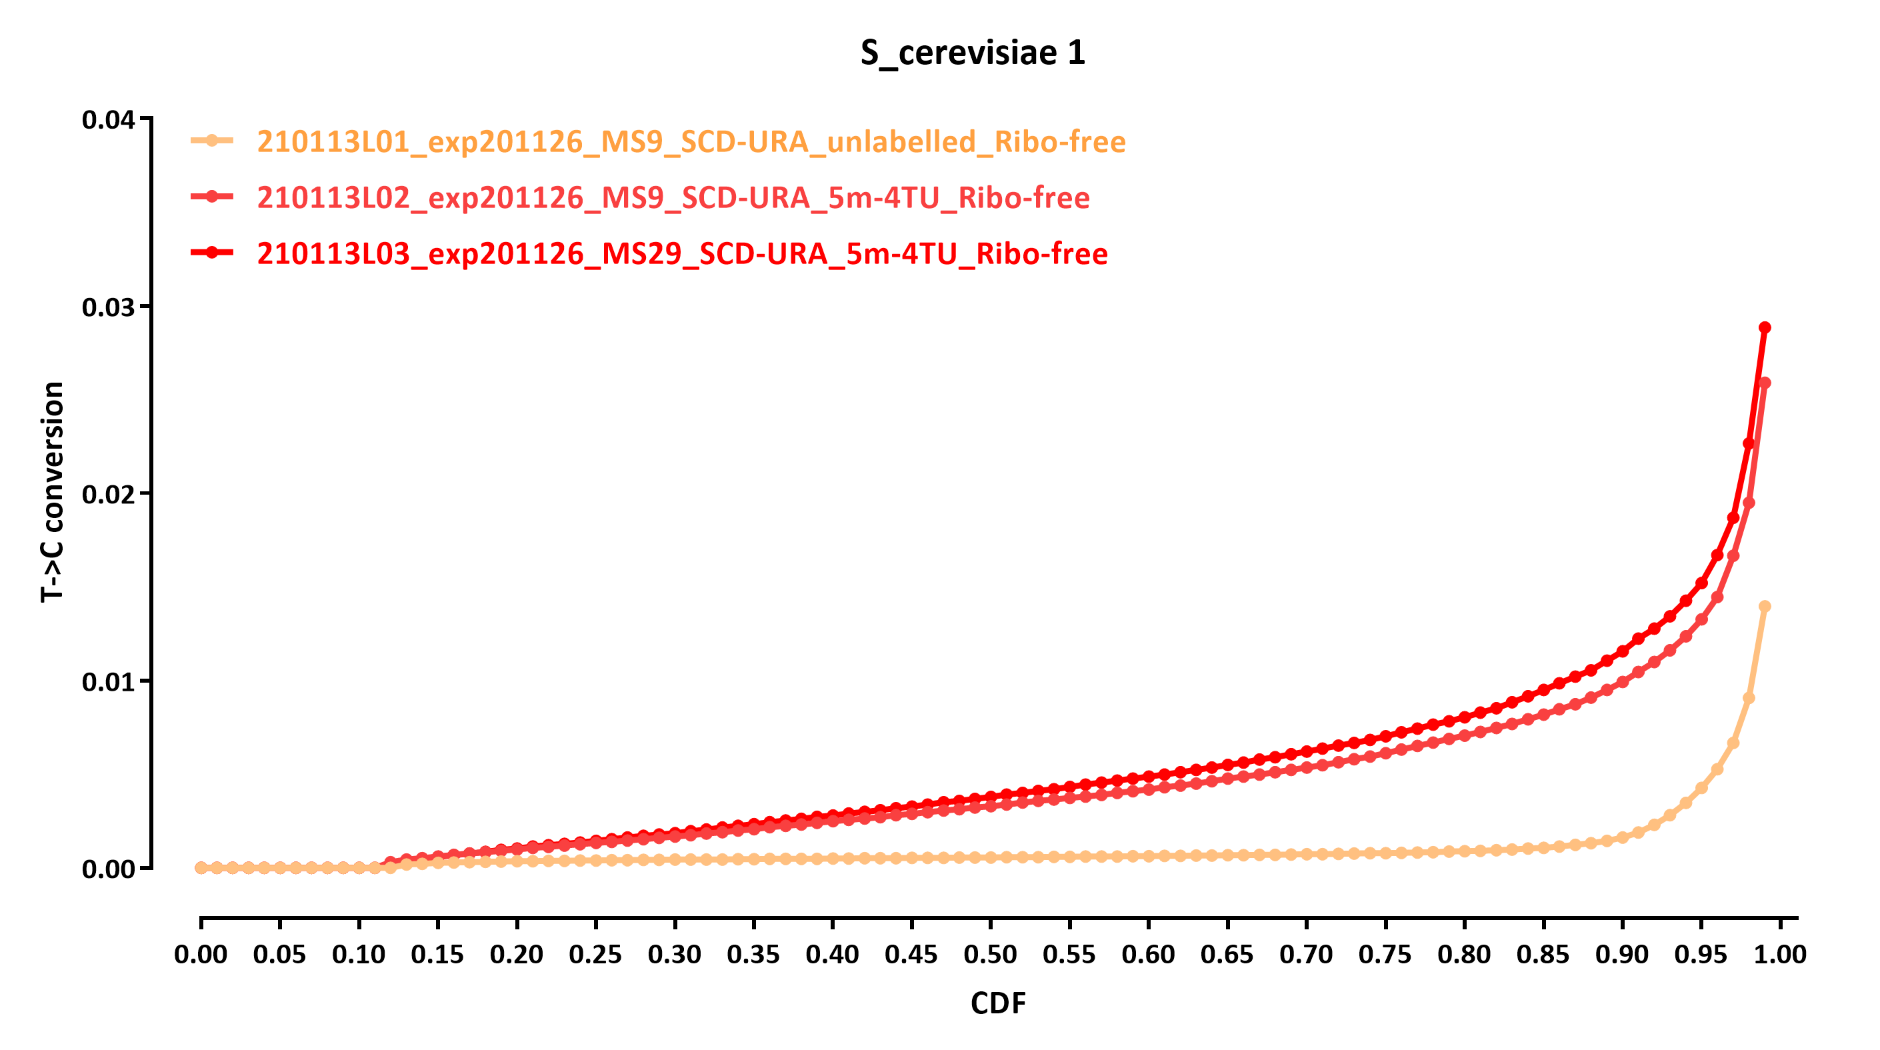 S_cerevisiae 1
0.04
210113L01_exp201126_MS9_SCD-URA_unlabelled_Ribo-free
210113L02_exp201126_MS9_SCD-URA_5m-4TU_Ribo-free
210113L03_exp201126_MS29_SCD-URA_5m-4TU_Ribo-free
0.03
0.02
0.01
0.00
T->C conversion
0.00 0.05 0.10 0.15 0.20 0.25 0.30 0.35 0.40 0.45 0.50 0.55 0.60 0.65 0.70 0.75 0.80 0.85 0.90 0.95 1.00
CDF